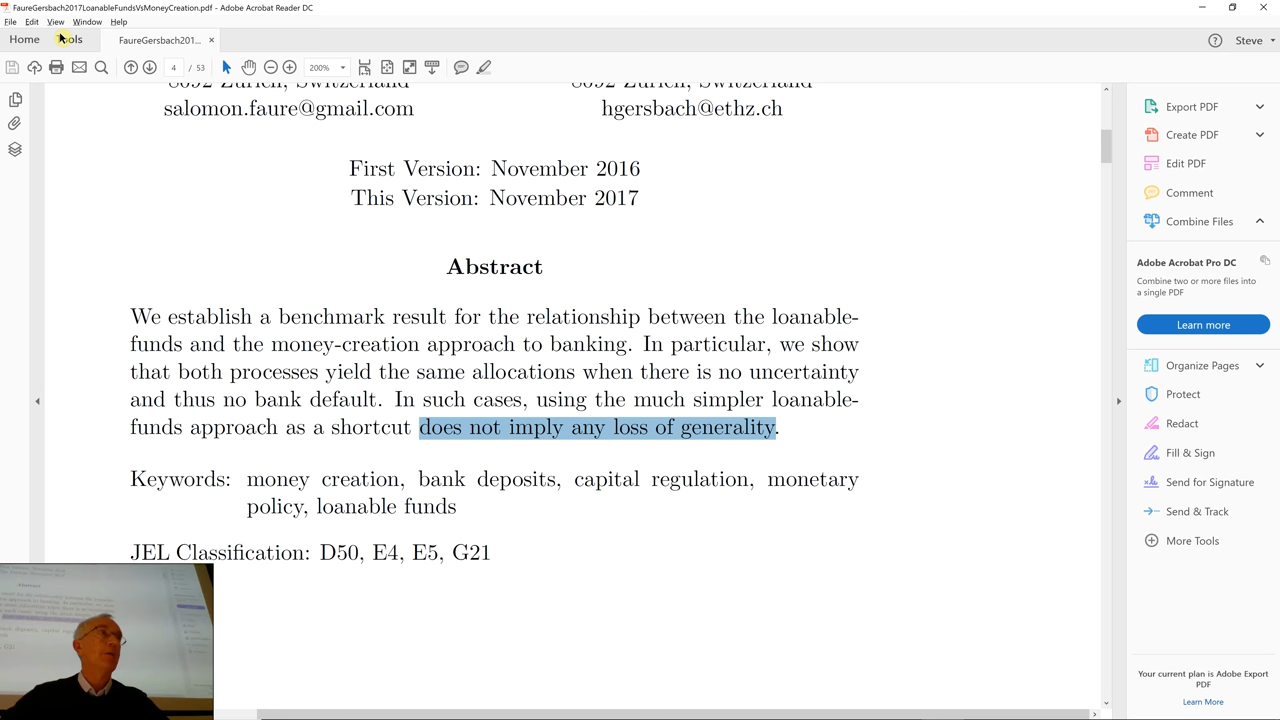 FaureGersbach2017LoanableFundsVsMoneyCreation.pdf - Adobe Acrobat Reader DC
File Edit View Window Help
Home Tools FaureGersbach201... Steve
4 / 53 200%
8092 Zurich, Switzerland 8092 Zurich, Switzerland
salomon.faure@gmail.com hgersbach@ethz.ch
First Version: November 2016
This Version: November 2017
Abstract
We establish a benchmark result for the relationship between the loanable-
funds and the money-creation approach to banking. In particular, we show
that both processes yield the same allocations when there is no uncertainty
and thus no bank default. In such cases, using the much simpler loanable-
funds approach as a shortcut does not imply any loss of generality.
Keywords: money creation, bank deposits, capital regulation, monetary
policy, loanable funds
JEL Classification: D50, E4, E5, G21
Export PDF
Create PDF
Edit PDF
Comment
Combine Files
Adobe Acrobat Pro DC
Combine two or more files into
a single PDF
Learn more
Organize Pages
Protect
Redact
Fill & Sign
Send for Signature
Send & Track
More Tools
Your current plan is Adobe Export
PDF
Learn More